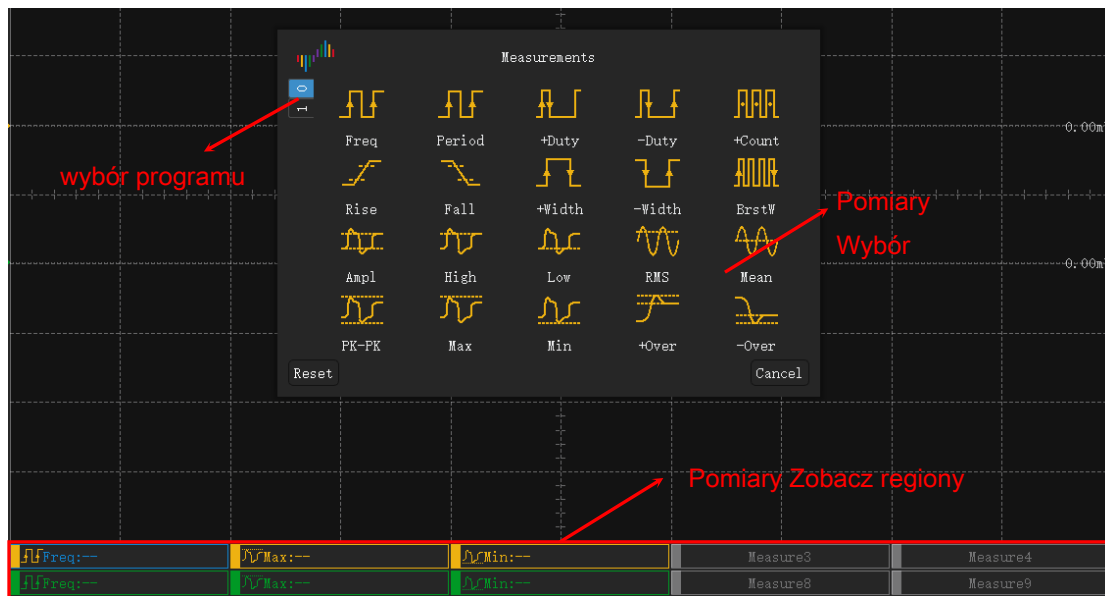 Measurements
0
1
Freq Period +Duty -Duty +Count
0.00m
wybór programu
Rise Fall +Width -Width BrstW
Pomiary
Wybór
Ampl High Low RMS Mean
0.00m
PK-PK Max Min +Over -Over
Reset Cancel
Pomiary Zobacz regiony
Freq:-- Max:-- Min:-- Measure3 Measure4
Freq:-- Max:-- Min:-- Measure8 Measure9